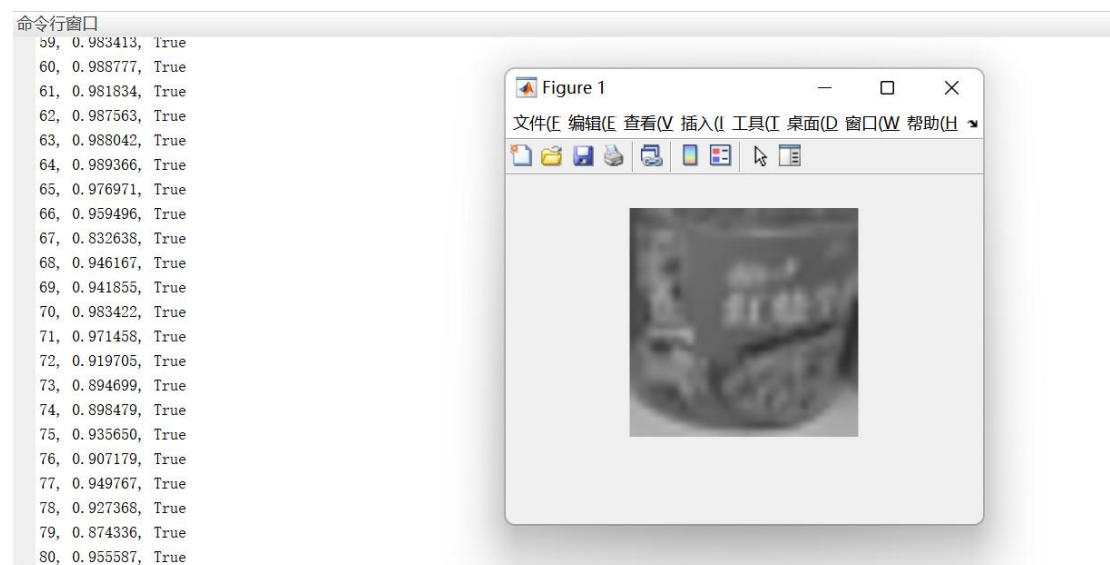 命令行窗口
59, 0.983413, True
60, 0.988777, True
61, 0.981834, True
62, 0.987563, True
63, 0.988042, True
64, 0.989366, True
65, 0.976971, True
66, 0.959496, True
67, 0.832638, True
68, 0.946167, True
69, 0.941855, True
70, 0.983422, True
71, 0.971458, True
72, 0.919705, True
73, 0.894699, True
74, 0.898479, True
75, 0.935650, True
76, 0.907179, True
77, 0.949767, True
78, 0.927368, True
79, 0.874336, True
80, 0.955587, True
Figure 1
文件(F 编辑(E 查看(V 插入(I 工具(T 桌面(D 窗口(W 帮助(H